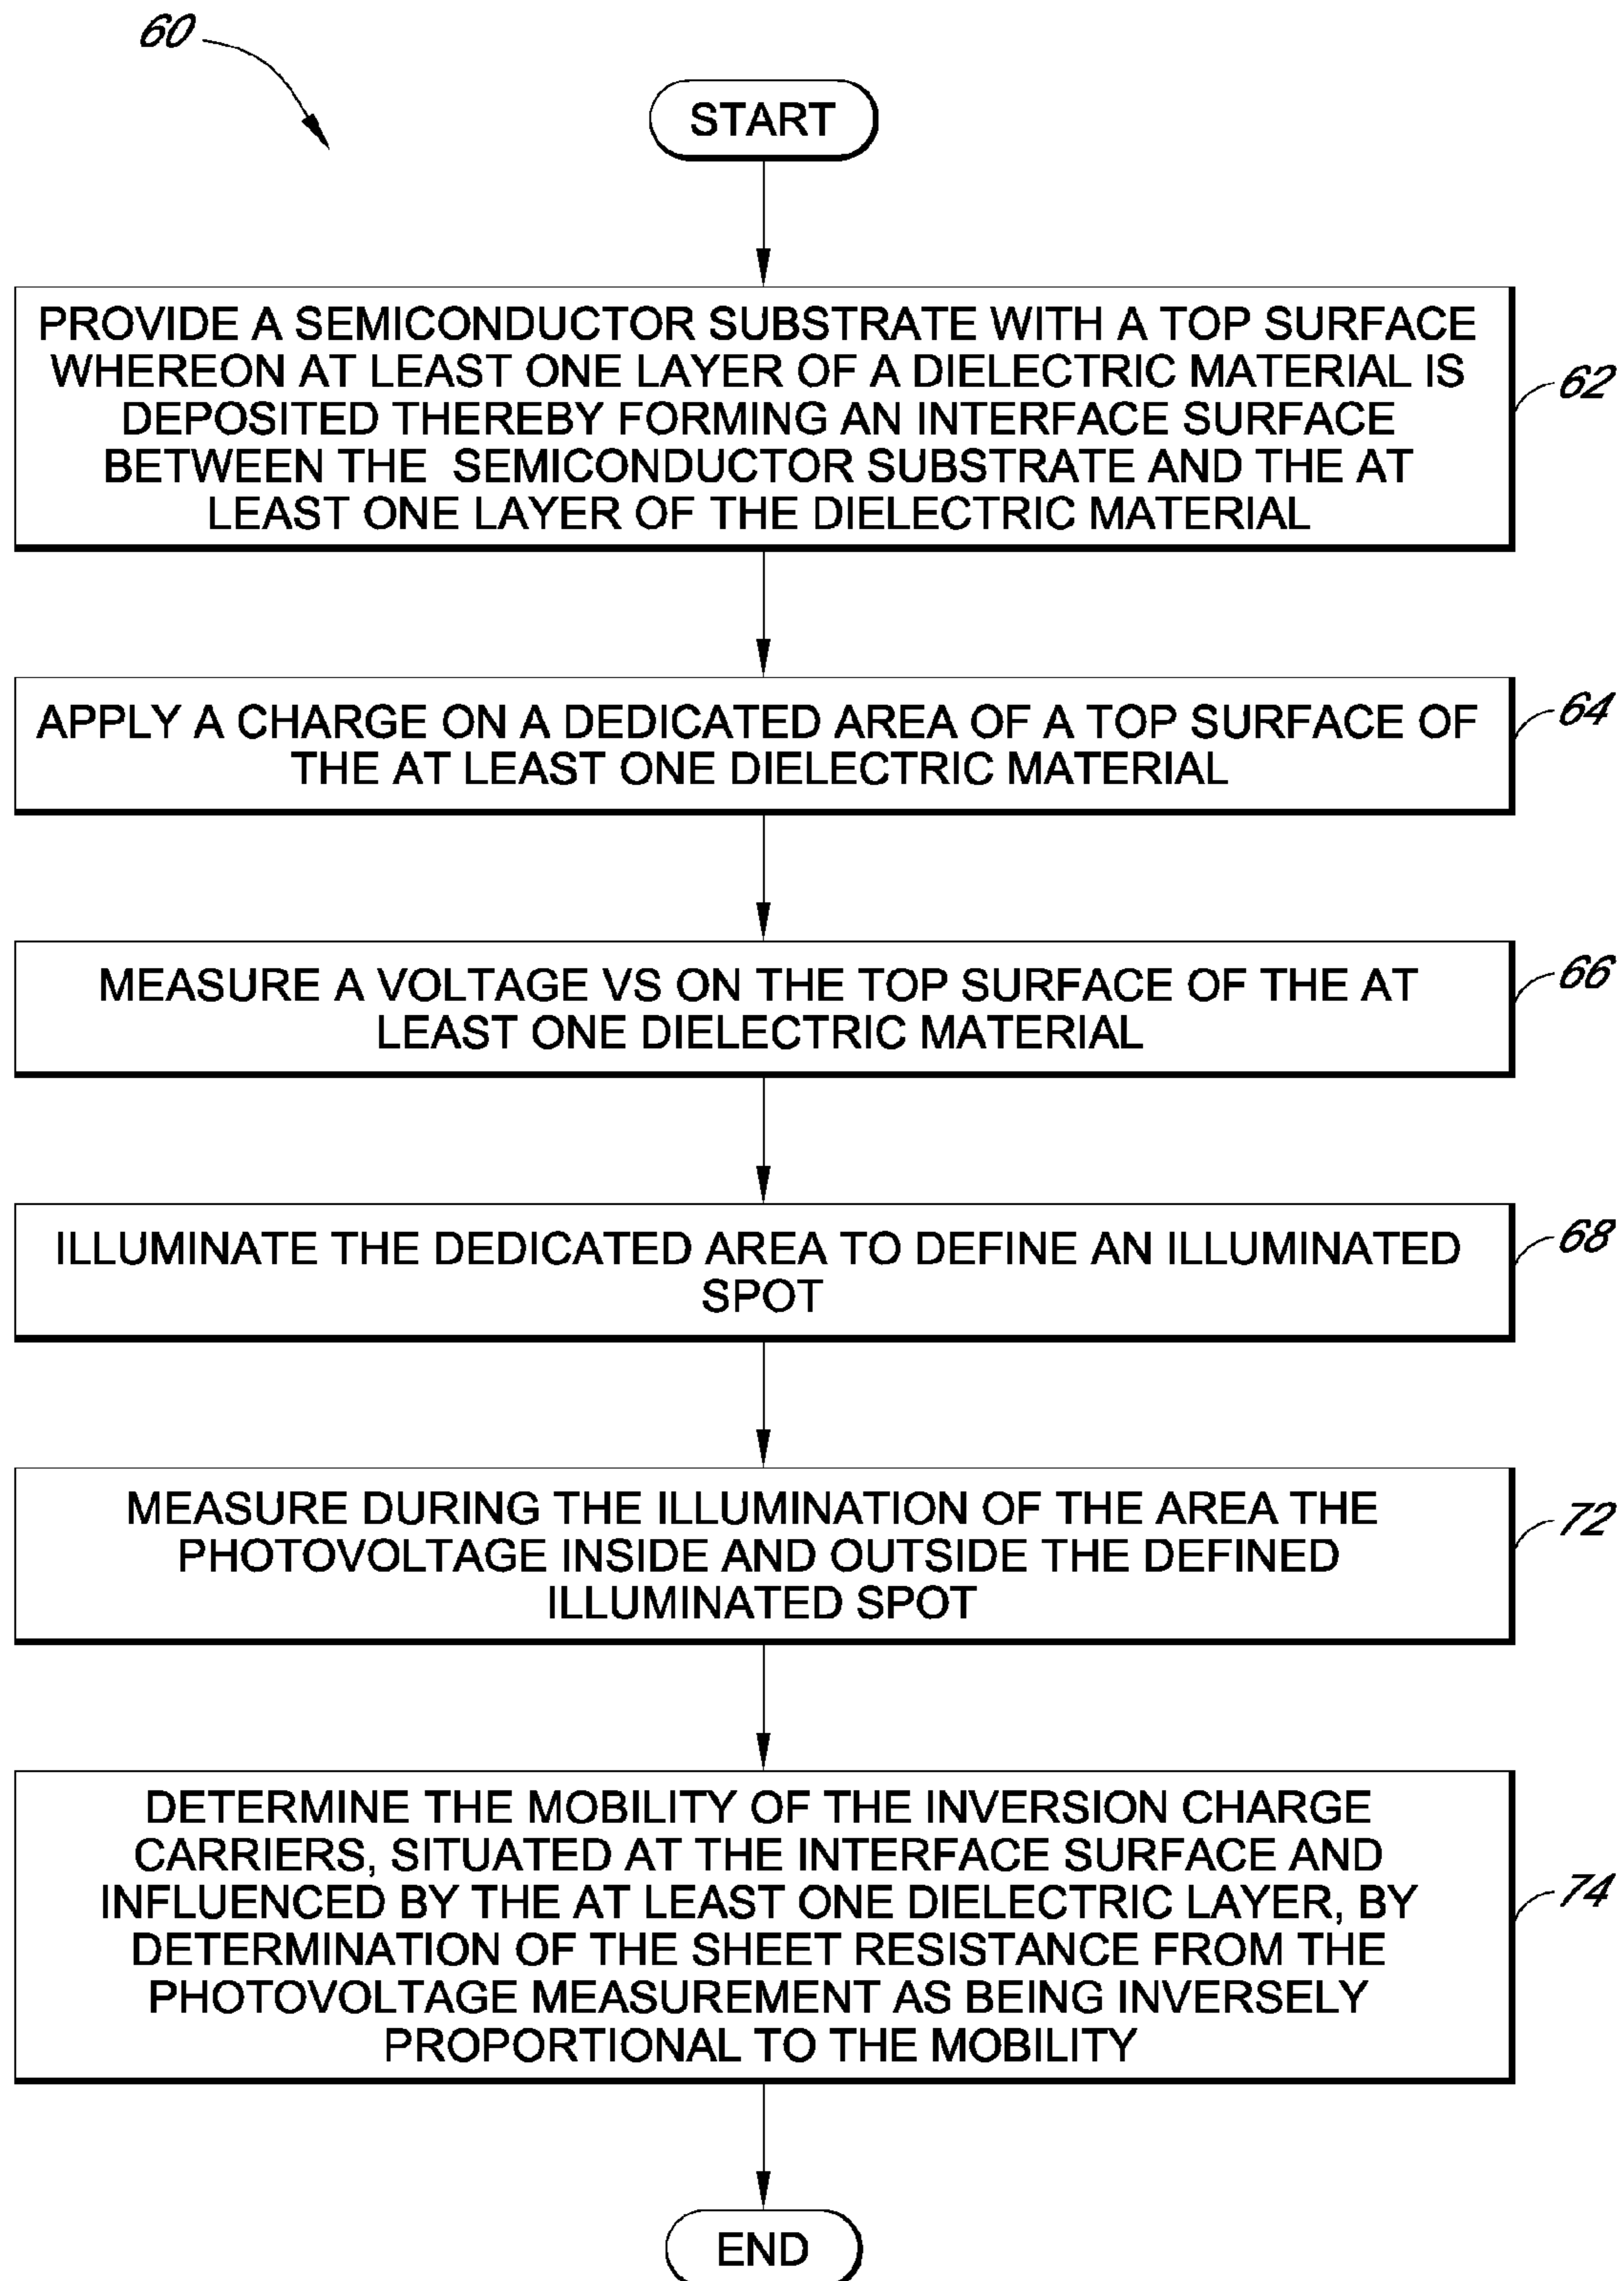 60
START
PROVIDE A SEMICONDUCTOR SUBSTRATE WITH A TOP SURFACE
WHEREON AT LEAST ONE LAYER OF A DIELECTRIC MATERIAL IS
DEPOSITED THEREBY FORMING AN INTERFACE SURFACE
BETWEEN THE SEMICONDUCTOR SUBSTRATE AND THE AT
LEAST ONE LAYER OF THE DIELECTRIC MATERIAL
62
APPLY A CHARGE ON A DEDICATED AREA OF A TOP SURFACE OF
THE AT LEAST ONE DIELECTRIC MATERIAL
64
MEASURE A VOLTAGE VS ON THE TOP SURFACE OF THE AT
LEAST ONE DIELECTRIC MATERIAL
66
ILLUMINATE THE DEDICATED AREA TO DEFINE AN ILLUMINATED
SPOT
68
MEASURE DURING THE ILLUMINATION OF THE AREA THE
PHOTOVOLTAGE INSIDE AND OUTSIDE THE DEFINED
ILLUMINATED SPOT
72
DETERMINE THE MOBILITY OF THE INVERSION CHARGE
CARRIERS, SITUATED AT THE INTERFACE SURFACE AND
INFLUENCED BY THE AT LEAST ONE DIELECTRIC LAYER, BY
DETERMINATION OF THE SHEET RESISTANCE FROM THE
PHOTOVOLTAGE MEASUREMENT AS BEING INVERSELY
PROPORTIONAL TO THE MOBILITY
74
END